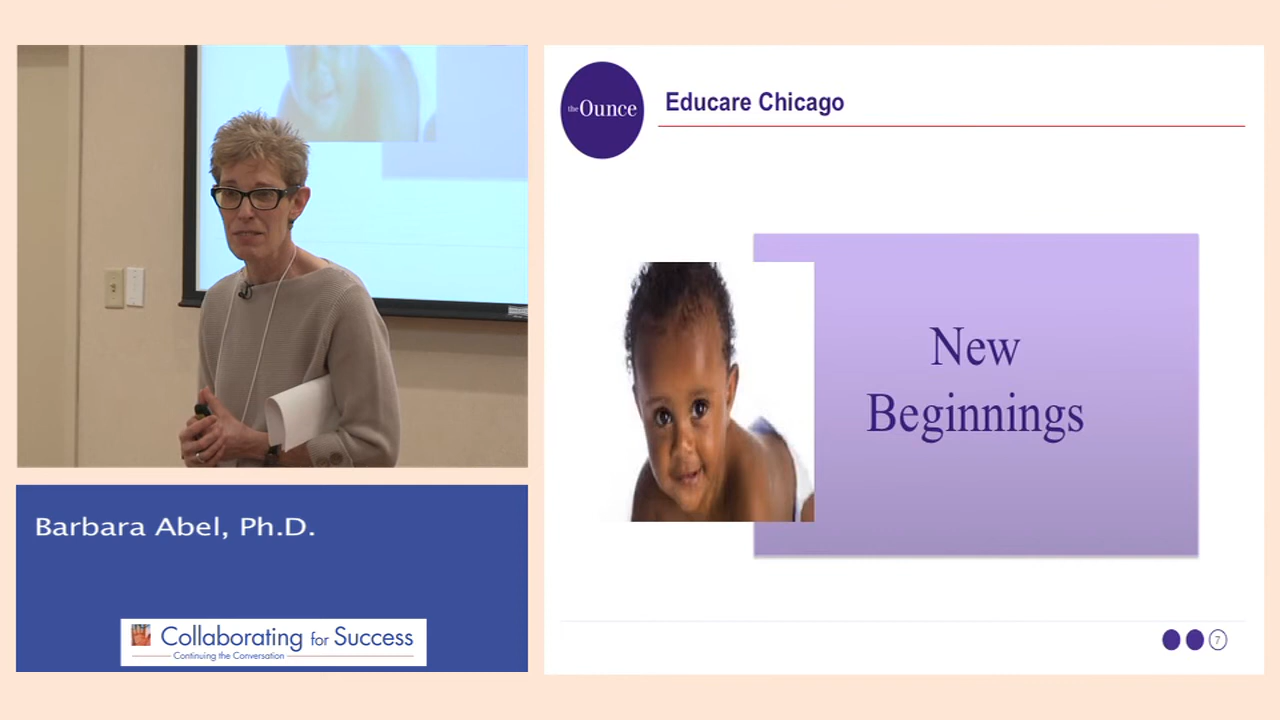 the Ounce
Educare Chicago
New
Beginnings
7
Barbara Abel, Ph.D.
Collaborating for Success
Continuing the Conversation